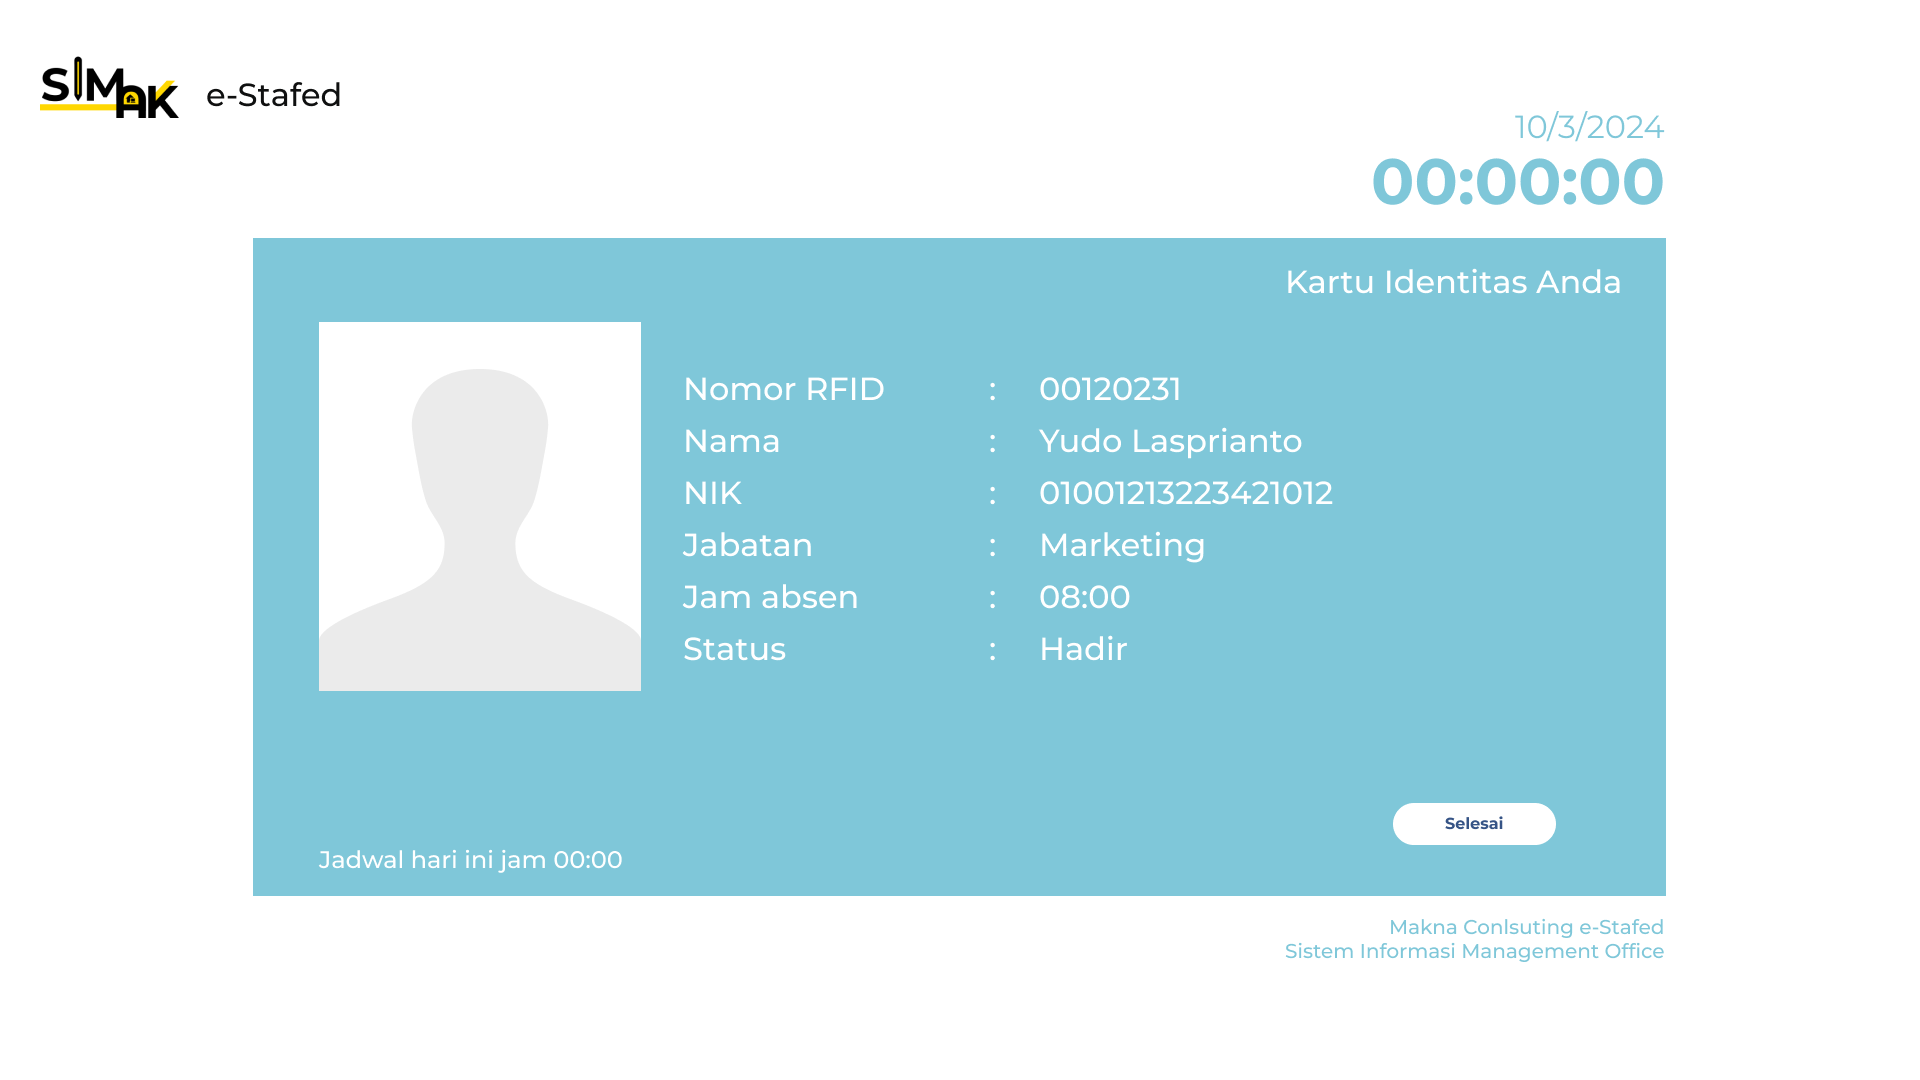 SIMAK e-Stafed
10/3/2024
00:00:00
Kartu Identitas Anda
Nomor RFID : 00120231
Nama : Yudo Lasprianto
NIK : 01001213223421012
Jabatan : Marketing
Jam absen : 08:00
Status : Hadir
Selesai
Jadwal hari ini jam 00:00
Makna Conlsuting e-Stafed
Sistem Informasi Management Office